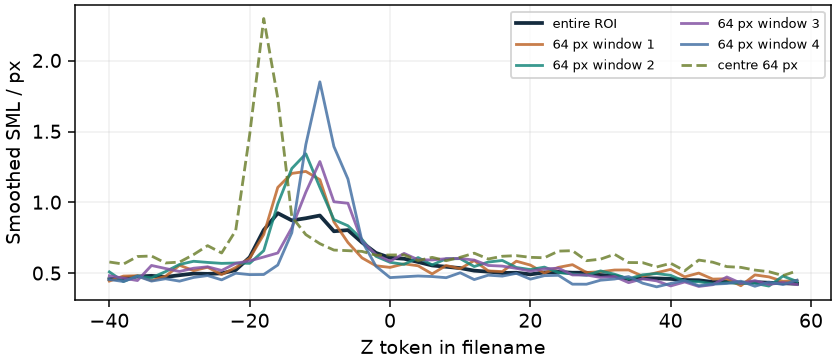 Smoothed SML / px
2.0
1.5
1.0
0.5
entire ROI
64 px window 1
64 px window 2
64 px window 3
64 px window 4
centre 64 px
−40 −20 0 20 40 60
Z token in filename